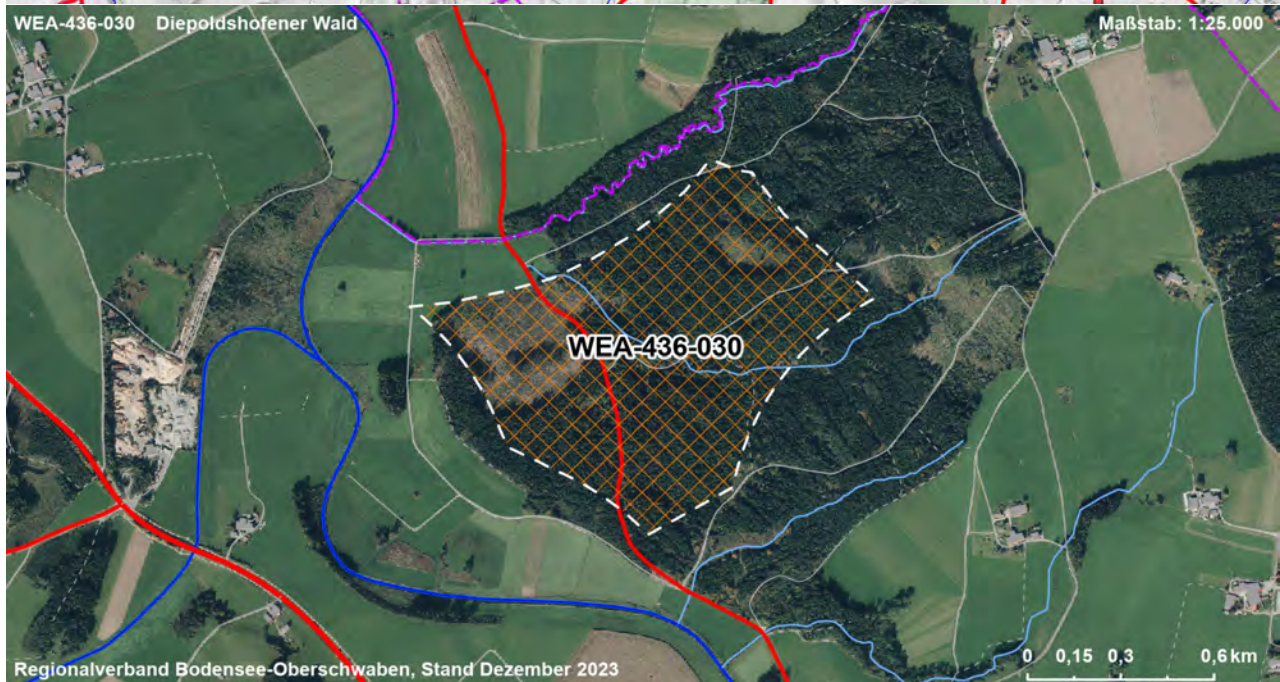 WEA-436-030 Diepoldshofener Wald
Maßstab: 1:25.000
WEA-436-030
Regionalverband Bodensee-Oberschwaben, Stand Dezember 2023
0 0,15 0,3 0,6 km